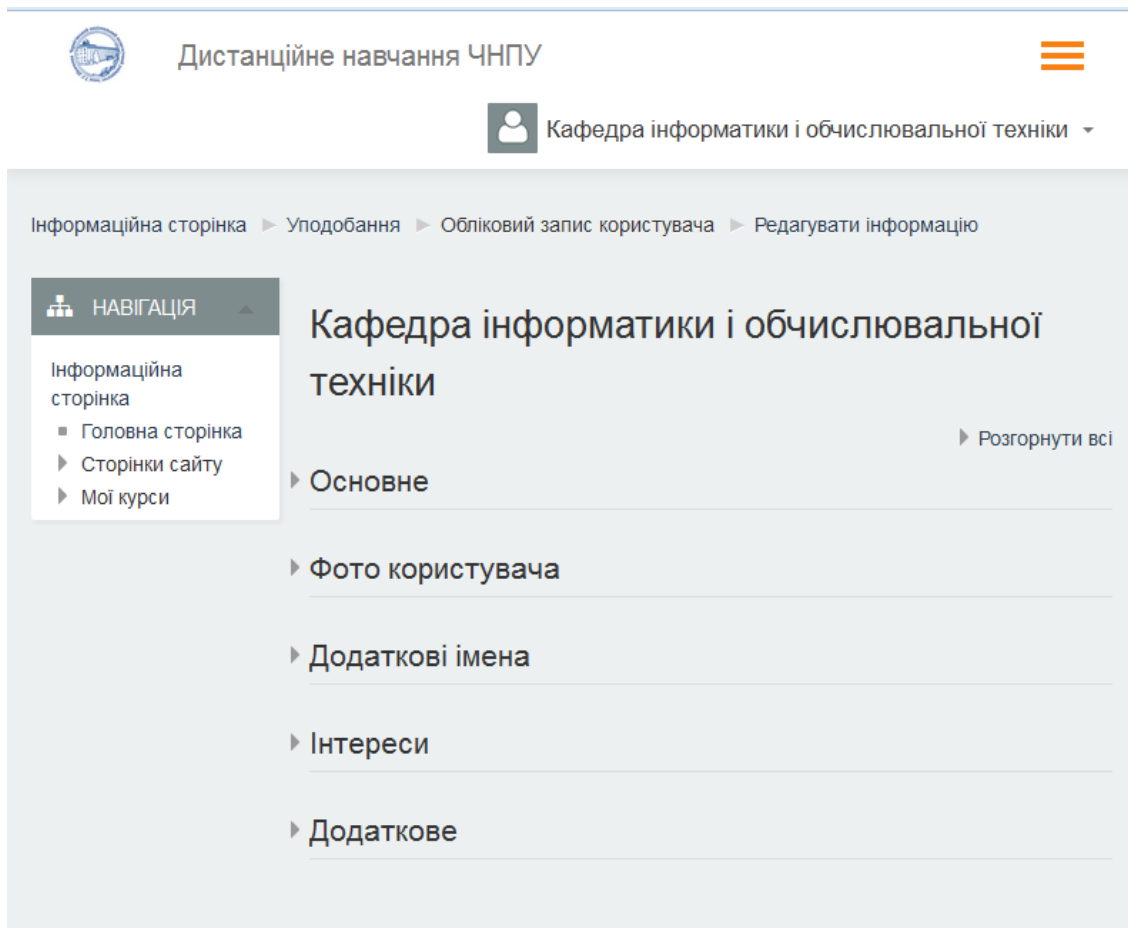 Дистанційне навчання ЧНПУ
Кафедра інформатики і обчислювальної техніки
Інформаційна сторінка ► Уподобання ► Обліковий запис користувача ► Редагувати інформацію
НАВІГАЦІЯ
Інформаційна
сторінка
Головна сторінка
Сторінки сайту
Мої курси
Кафедра інформатики і обчислювальної
техніки
Розгорнути всі
Основне
Фото користувача
Додаткові імена
Інтереси
Додаткове